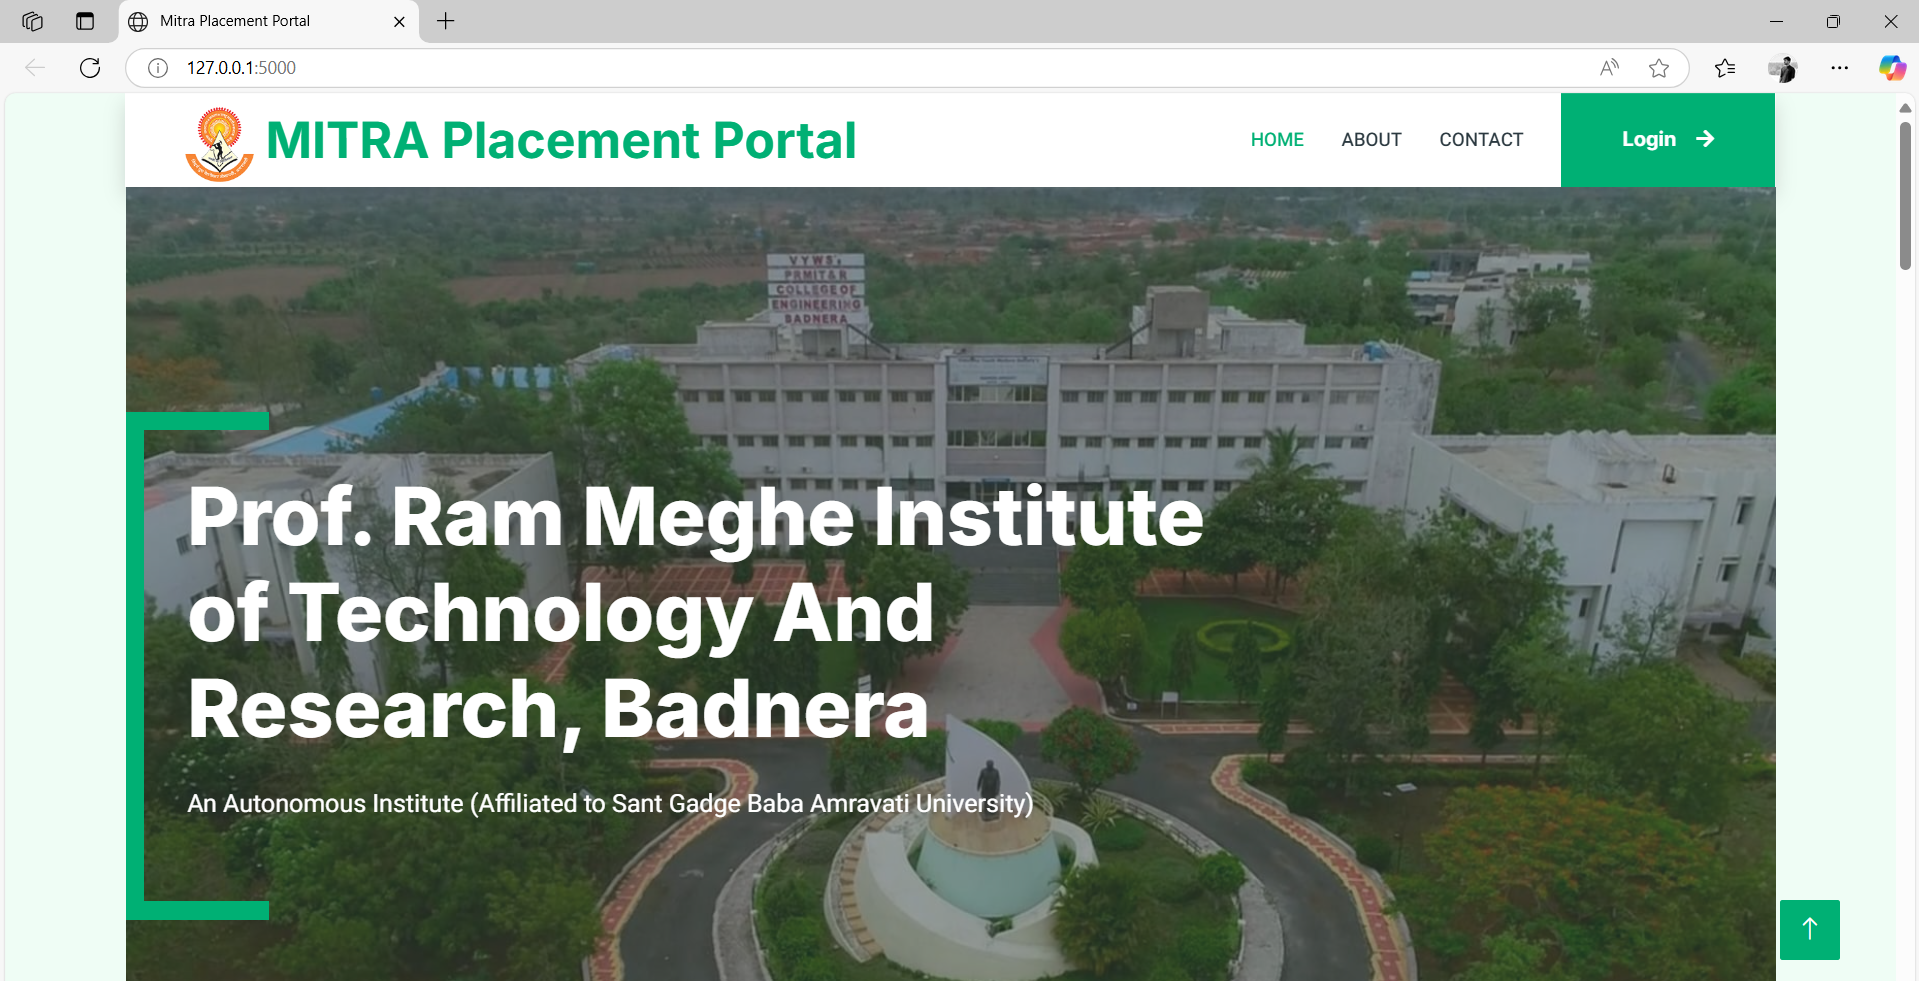 Mitra Placement Portal
127.0.0.1:5000
MITRA Placement Portal
HOME
ABOUT
CONTACT
Login
VYWS's
PRMIT&R
COLLEGE OF
ENGINEERING
BADNERA
Prof. Ram Meghe Institute
of Technology And
Research, Badnera
An Autonomous Institute (Affiliated to Sant Gadge Baba Amravati University)